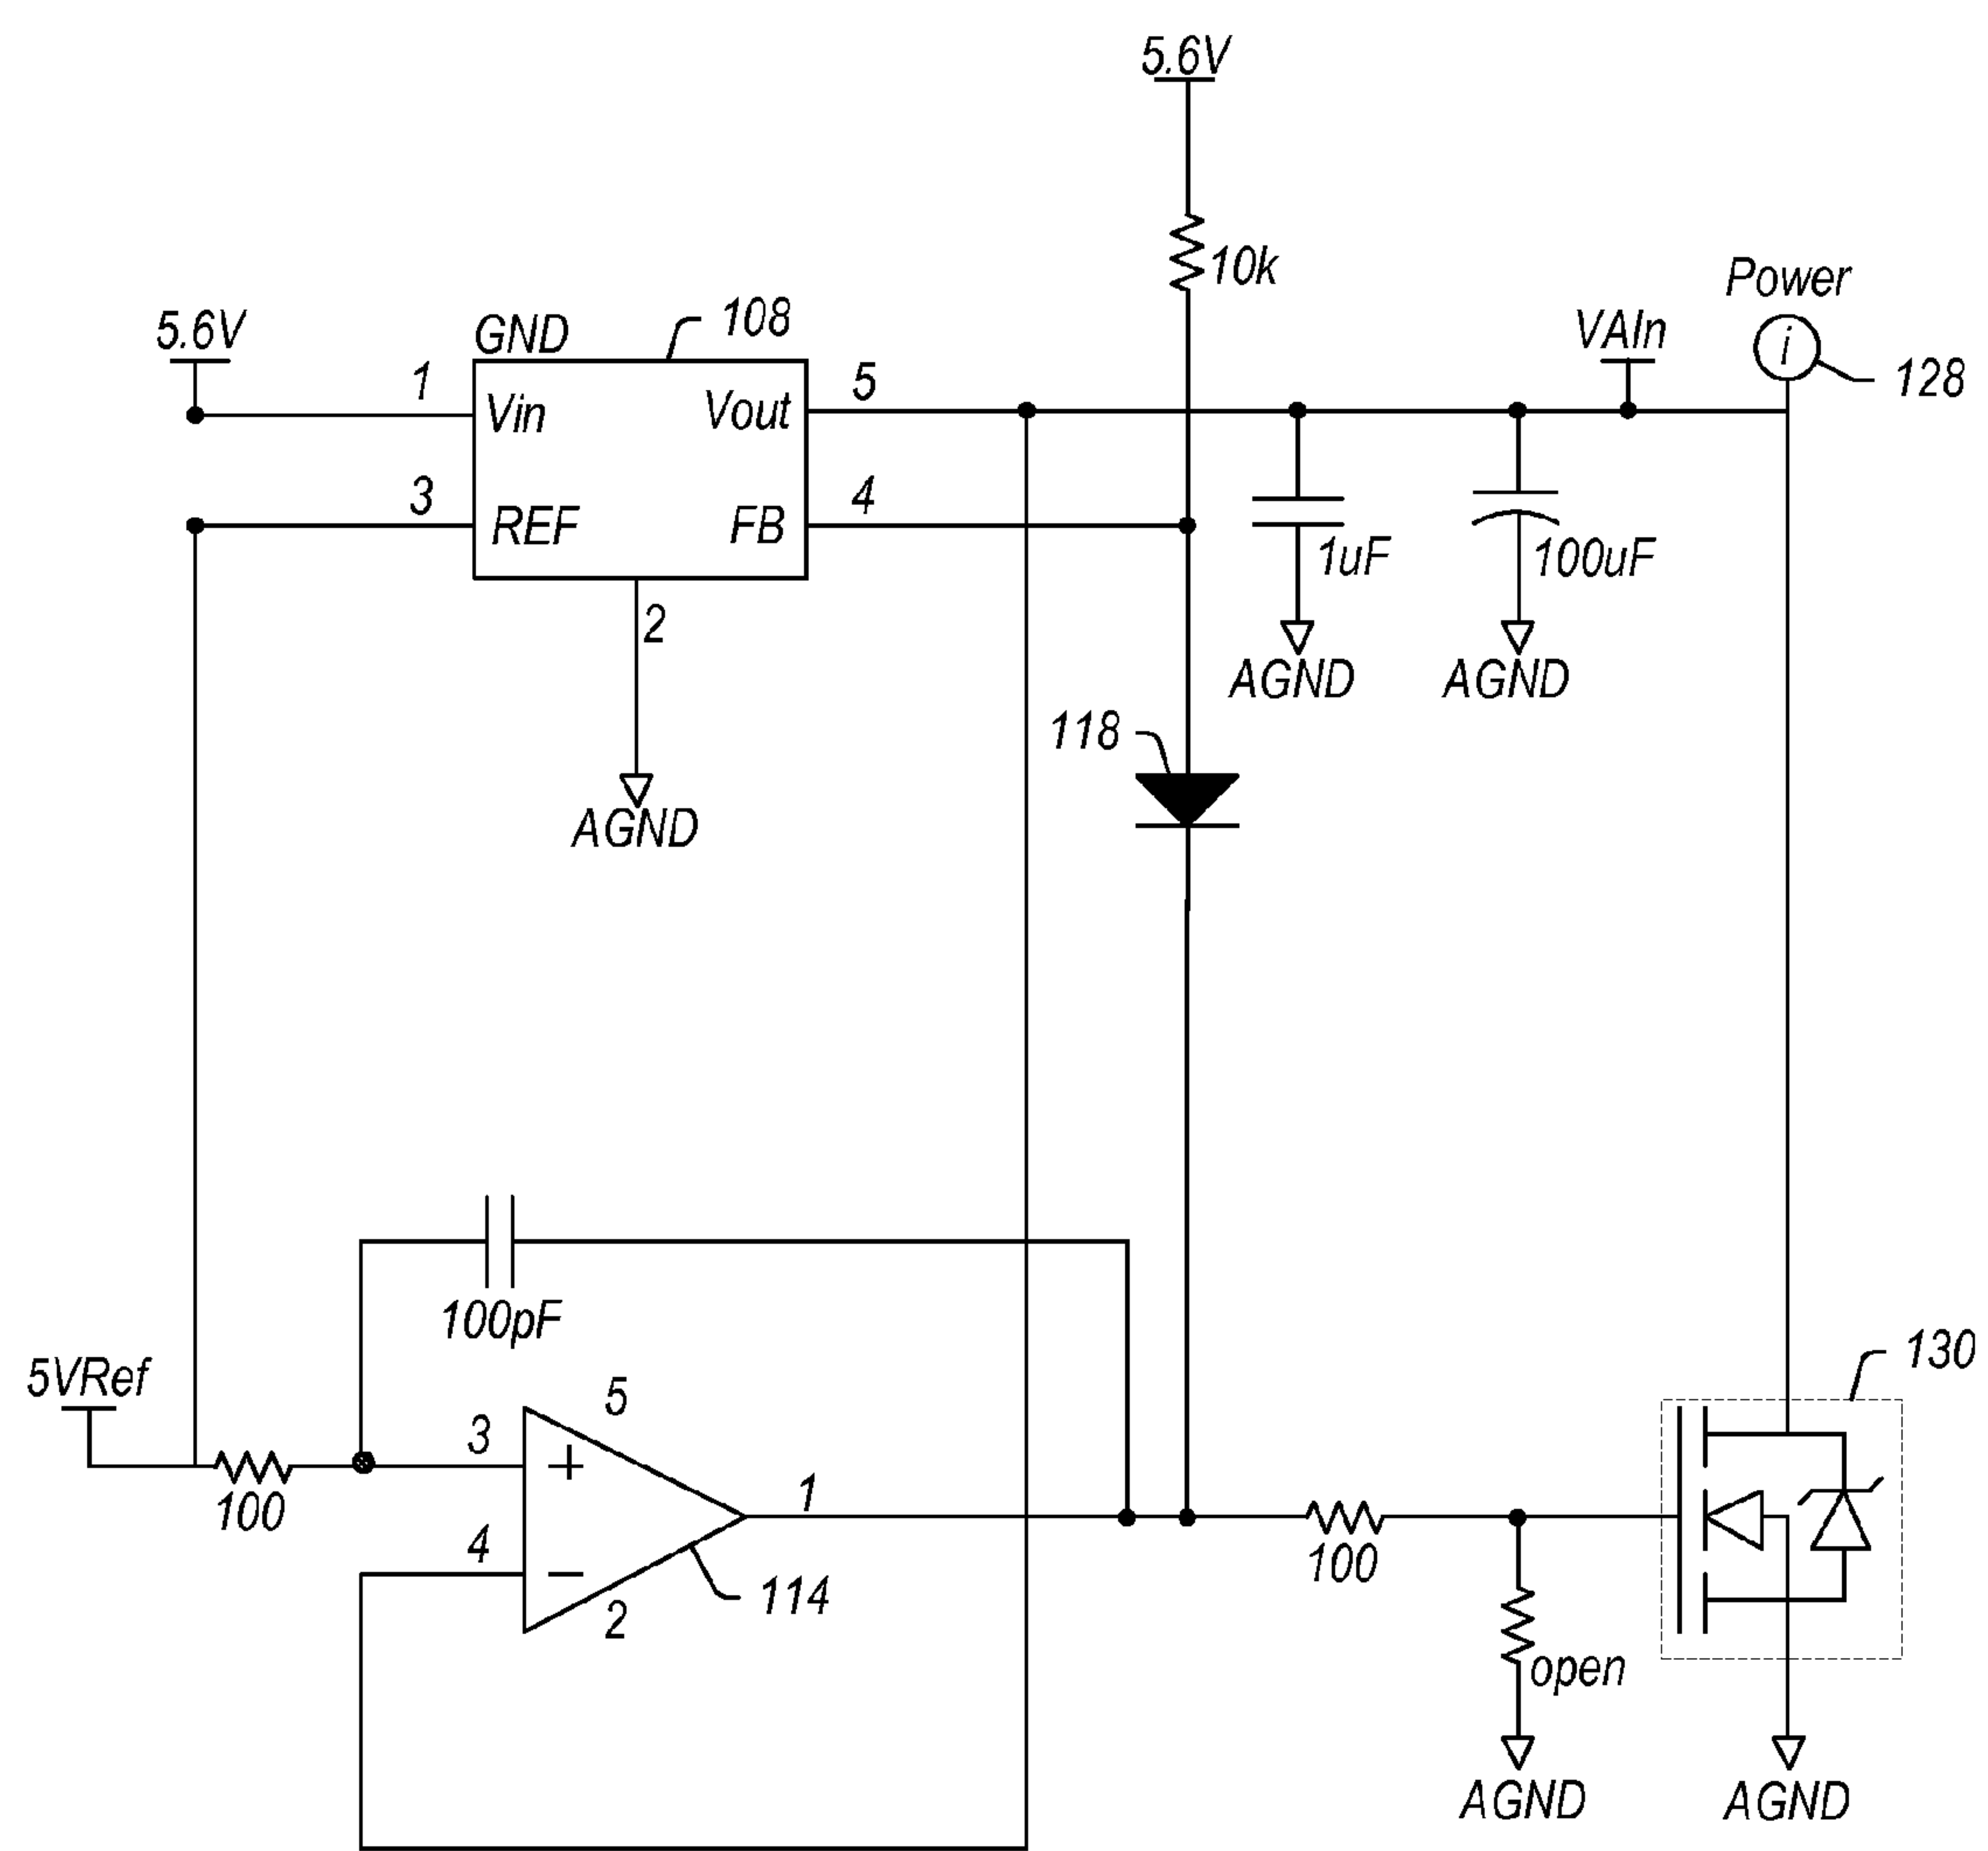 5.6V
10k
Power
i
128
VAIn
5.6V
GND
108
1
Vin
Vout
5
3
REF
FB
4
2
AGND
1uF
100uF
AGND
AGND
118
100pF
5VRef
100
3
5
+
4
−
2
1
114
100
open
130
AGND
AGND